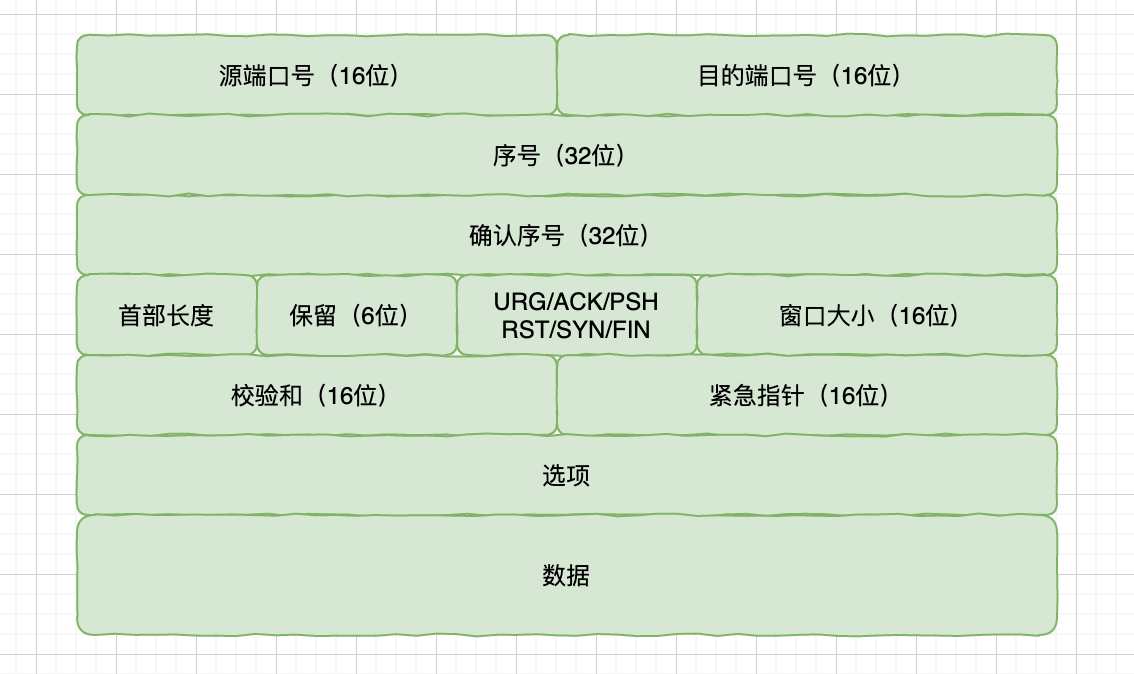 源端口号（16位）
目的端口号（16位）
序号（32位）
确认序号（32位）
首部长度
保留（6位）
URG/ACK/PSH
RST/SYN/FIN
窗口大小（16位）
校验和（16位）
紧急指针（16位）
选项
数据